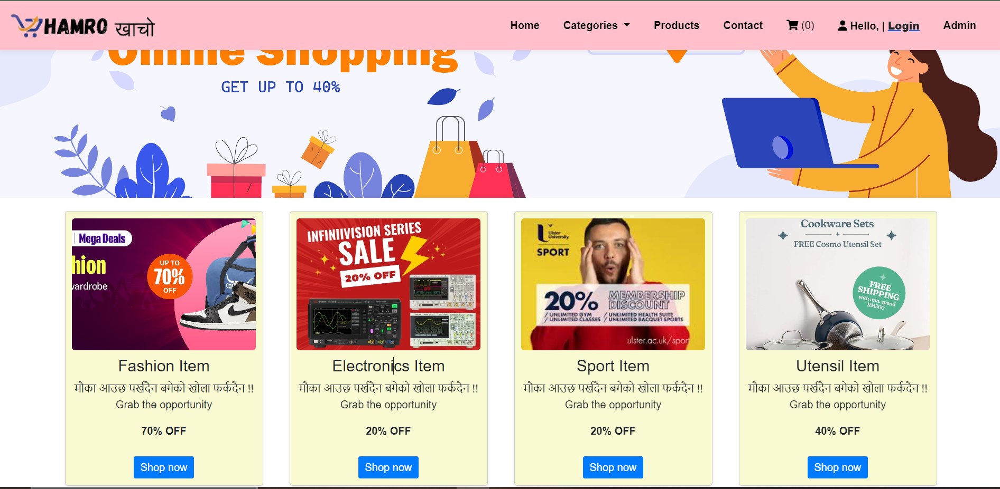 HAMRO खाचो
Home Categories Products Contact (0) Hello, | Login Admin
Online Shopping
GET UP TO 40%
Mega Deals
hion
vardrobe
UP TO
70%
OFF
Fashion Item
मौका आउछ पर्खदैन बगेको खोला फर्कदैन !!
Grab the opportunity
70% OFF
Shop now
INFINIIVISION SERIES
SALE
20% OFF
Electronics Item
मौका आउछ पर्खदैन बगेको खोला फर्कदैन !!
Grab the opportunity
20% OFF
Shop now
Ulster
University
SPORT
20% MEMBERSHIP
DISCOUNT
/ UNLIMITED GYM / UNLIMITED HEALTH SUITE
/ UNLIMITED CLASSES / UNLIMITED RACQUET SPORTS
ulster.ac.uk/sport
Sport Item
मौका आउछ पर्खदैन बगेको खोला फर्कदैन !!
Grab the opportunity
20% OFF
Shop now
Cookware Sets
+
FREE Cosmo Utensil Set
FREE
SHIPPING
with min. spend
RM300
Utensil Item
मौका आउछ पर्खदैन बगेको खोला फर्कदैन !!
Grab the opportunity
40% OFF
Shop now